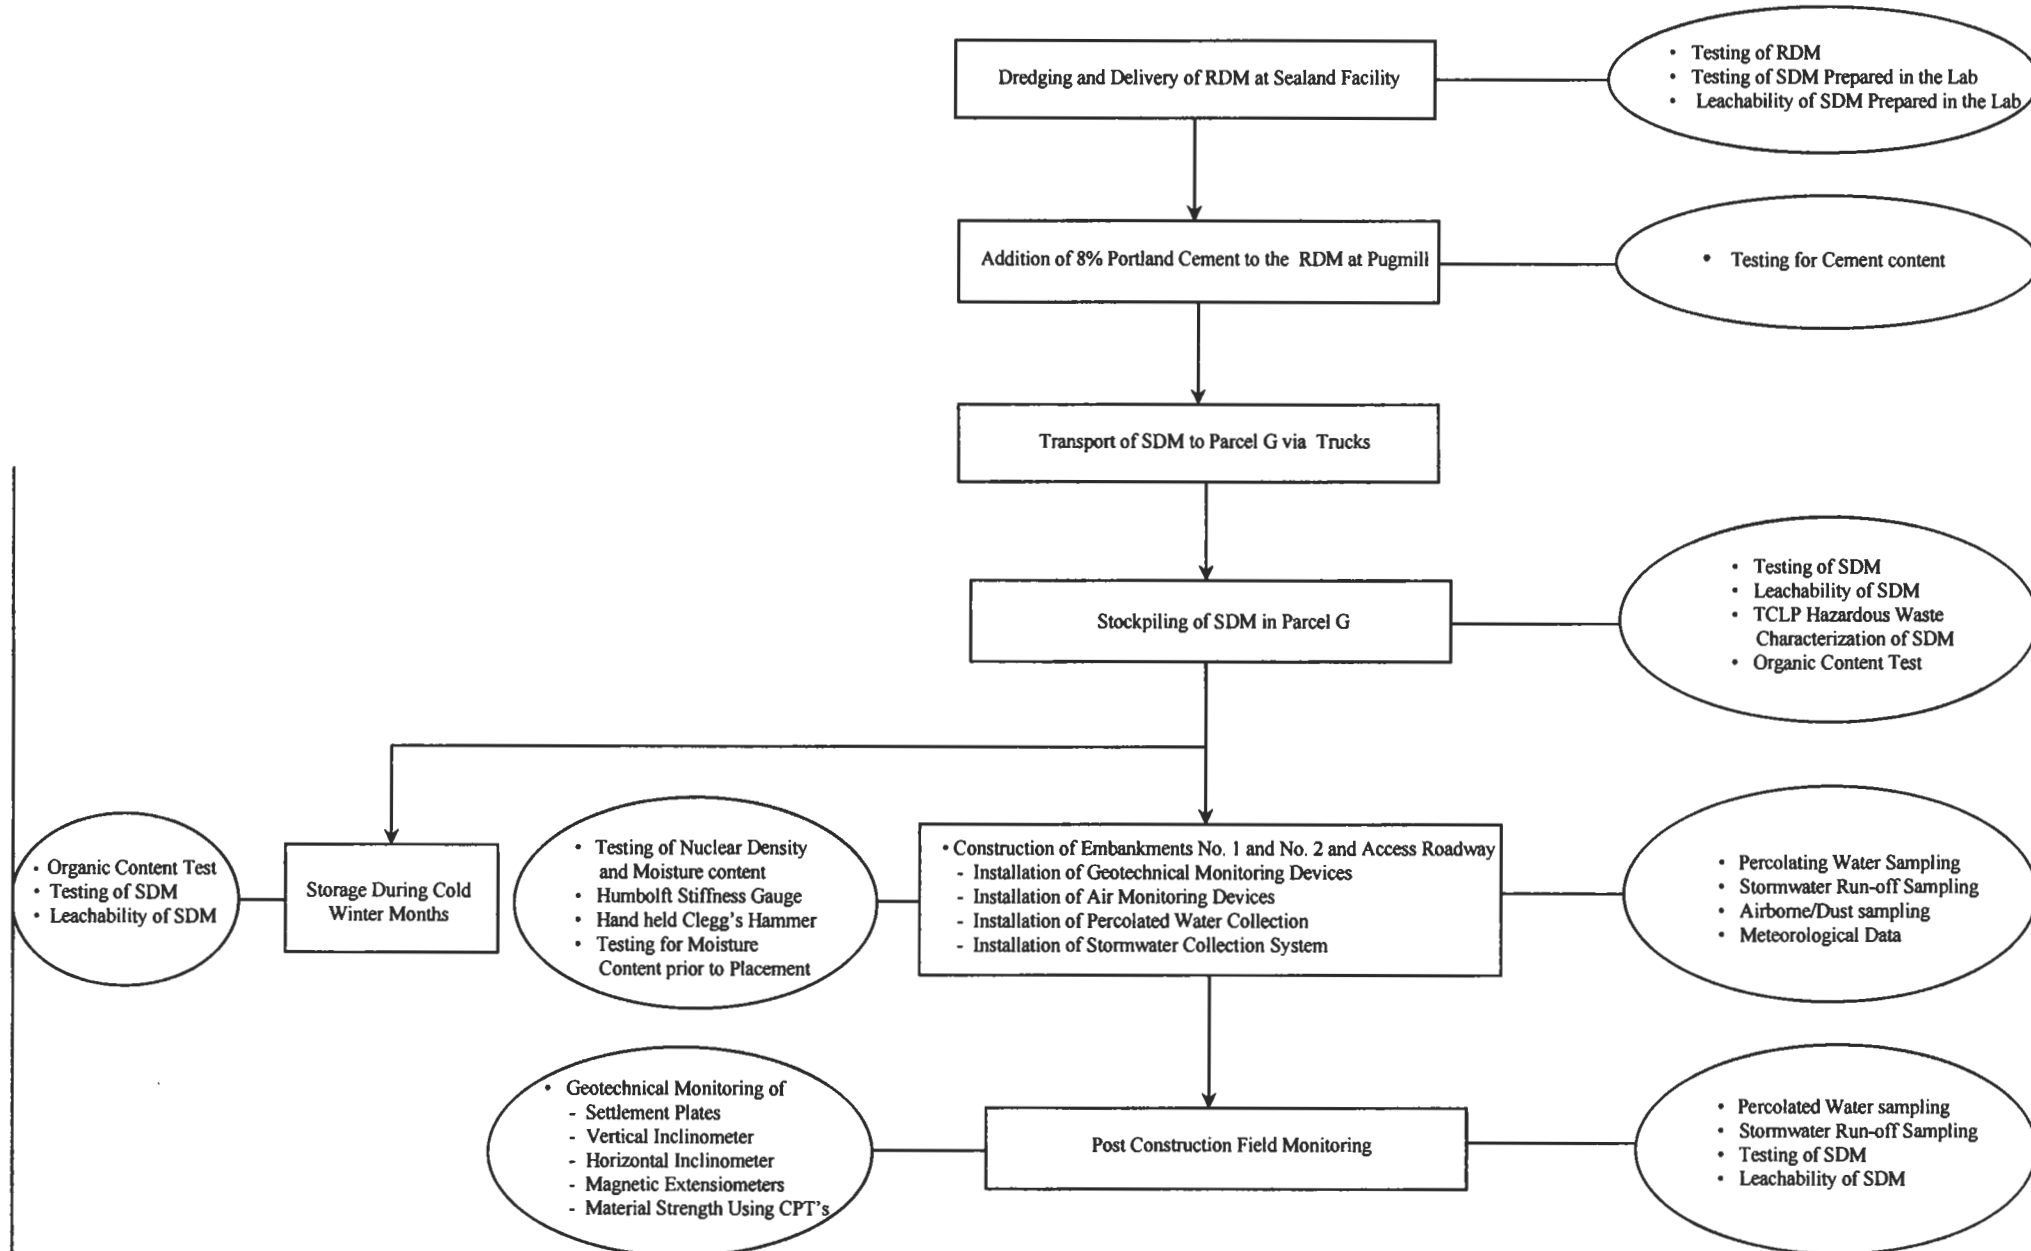 Dredging and Delivery of RDM at Sealand Facility
• Testing of RDM
• Testing of SDM Prepared in the Lab
• Leachability of SDM Prepared in the Lab
Addition of 8% Portland Cement to the RDM at Pugmill
• Testing for Cement content
Transport of SDM to Parcel G via Trucks
Stockpiling of SDM in Parcel G
• Testing of SDM
• Leachability of SDM
• TCLP Hazardous Waste
Characterization of SDM
• Organic Content Test
• Organic Content Test
• Testing of SDM
• Leachability of SDM
Storage During Cold
Winter Months
• Testing of Nuclear Density
and Moisture content
• Humbolft Stiffness Gauge
• Hand held Clegg's Hammer
• Testing for Moisture
Content prior to Placement
• Construction of Embankments No. 1 and No. 2 and Access Roadway
- Installation of Geotechnical Monitoring Devices
- Installation of Air Monitoring Devices
- Installation of Percolated Water Collection
- Installation of Stormwater Collection System
• Percolating Water Sampling
• Stormwater Run-off Sampling
• Airborne/Dust sampling
• Meteorological Data
• Geotechnical Monitoring of
- Settlement Plates
- Vertical Inclinometer
- Horizontal Inclinometer
- Magnetic Extensiometers
- Material Strength Using CPT's
Post Construction Field Monitoring
• Percolated Water sampling
• Stormwater Run-off Sampling
• Testing of SDM
• Leachability of SDM